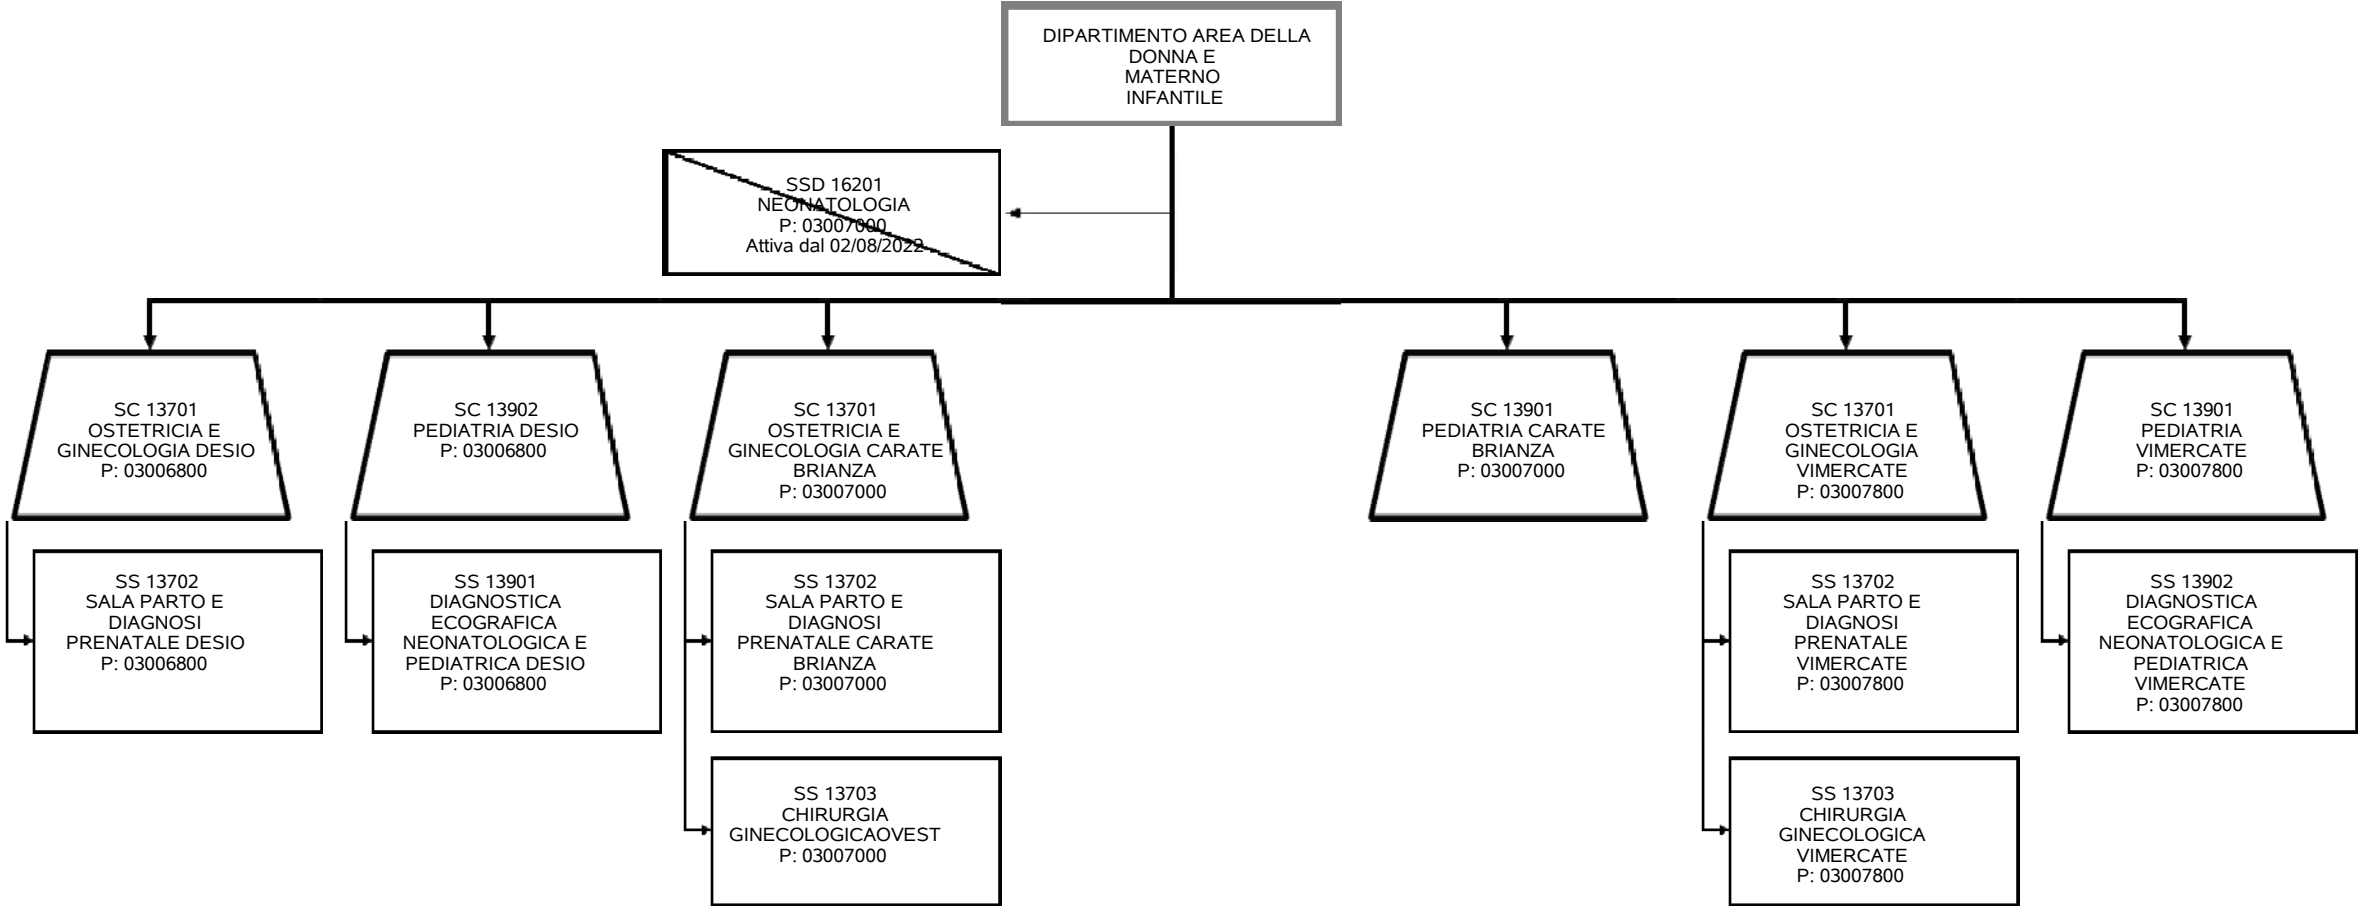 DIPARTIMENTO AREA DELLA
DONNA E
MATERNO
INFANTILE
SSD 16201
NEONATOLOGIA
P: 03007000
Attiva dal 02/08/2022
SC 13701
OSTETRICIA E
GINECOLOGIA DESIO
P: 03006800
SC 13902
PEDIATRIA DESIO
P: 03006800
SC 13701
OSTETRICIA E
GINECOLOGIA CARATE
BRIANZA
P: 03007000
SC 13901
PEDIATRIA CARATE
BRIANZA
P: 03007000
SC 13701
OSTETRICIA E
GINECOLOGIA
VIMERCATE
P: 03007800
SC 13901
PEDIATRIA
VIMERCATE
P: 03007800
SS 13702
SALA PARTO E
DIAGNOSI
PRENATALE DESIO
P: 03006800
SS 13901
DIAGNOSTICA
ECOGRAFICA
NEONATOLOGICA E
PEDIATRICA DESIO
P: 03006800
SS 13702
SALA PARTO E
DIAGNOSI
PRENATALE CARATE
BRIANZA
P: 03007000
SS 13702
SALA PARTO E
DIAGNOSI
PRENATALE
VIMERCATE
P: 03007800
SS 13902
DIAGNOSTICA
ECOGRAFICA
NEONATOLOGICA E
PEDIATRICA
VIMERCATE
P: 03007800
SS 13703
CHIRURGIA
GINECOLOGICAOVEST
P: 03007000
SS 13703
CHIRURGIA
GINECOLOGICA
VIMERCATE
P: 03007800